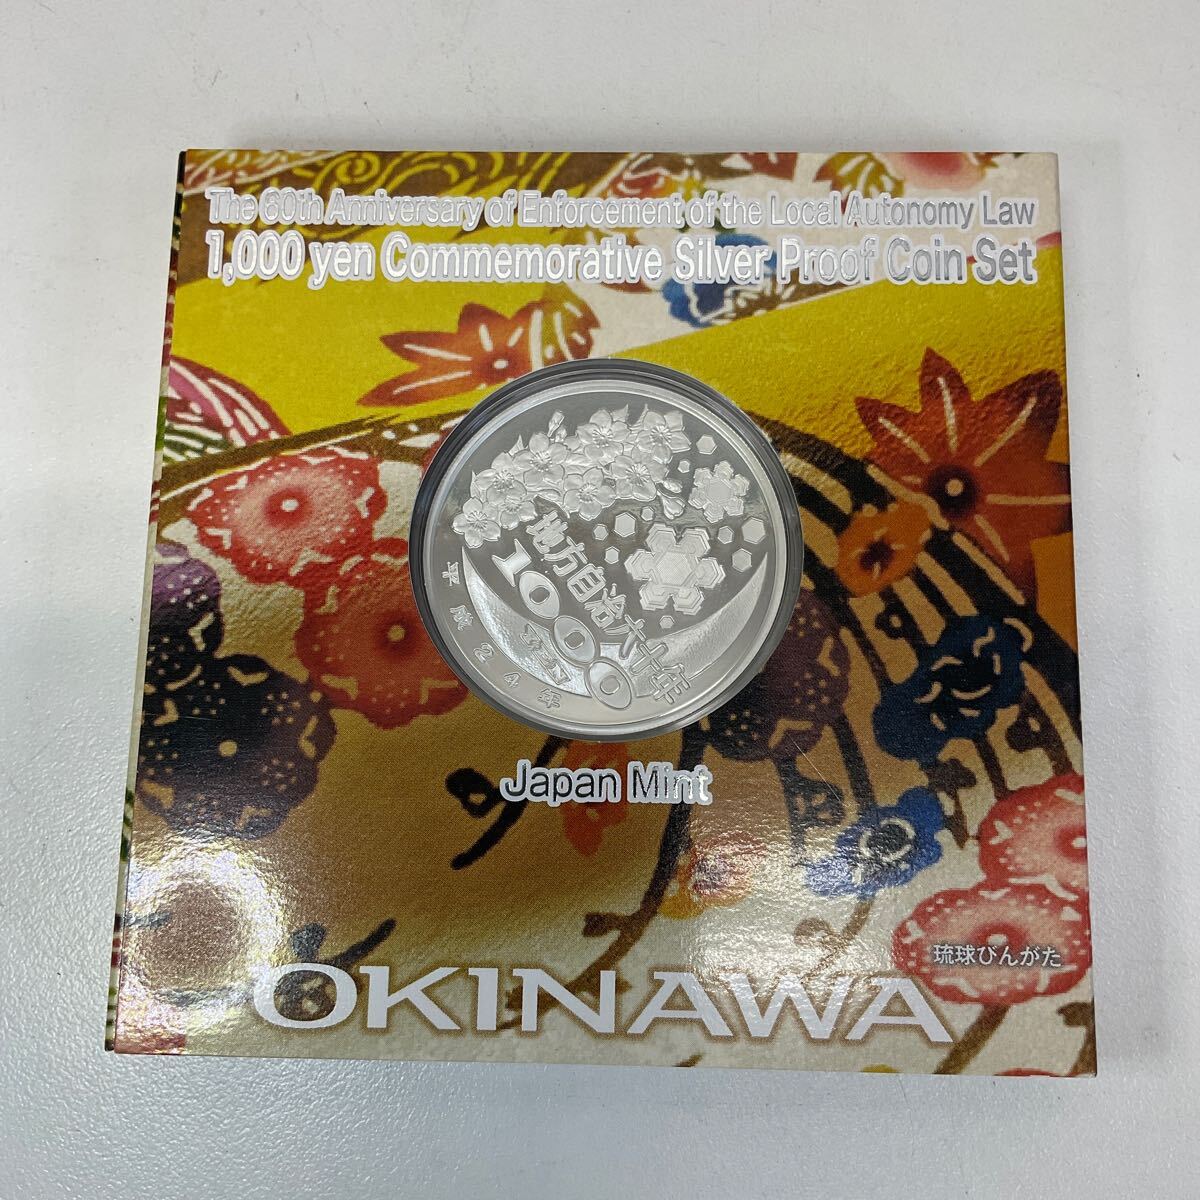 The 60th Anniversary of Enforcement of the Local Autonomy Law
1,000 yen Commemorative Silver Proof Coin Set
地方自治六十年
1000
YEN
平成24年
Japan Mint
琉球びんがた
OKINAWA